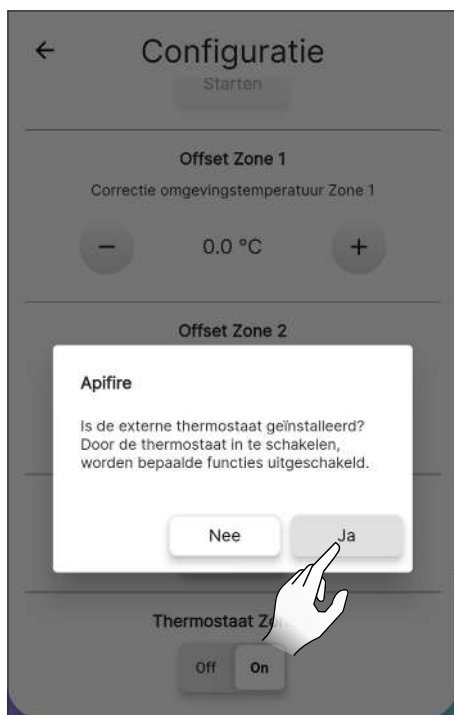 Configuratie
Starten
Offset Zone 1
Correctie omgevingstemperatuur Zone 1
0.0 °C
Offset Zone 2
Apifire
Is de externe thermostaat geïnstalleerd?
Door de thermostaat in te schakelen,
worden bepaalde functies uitgeschakeld.
Nee Ja
Thermostaat
Off On